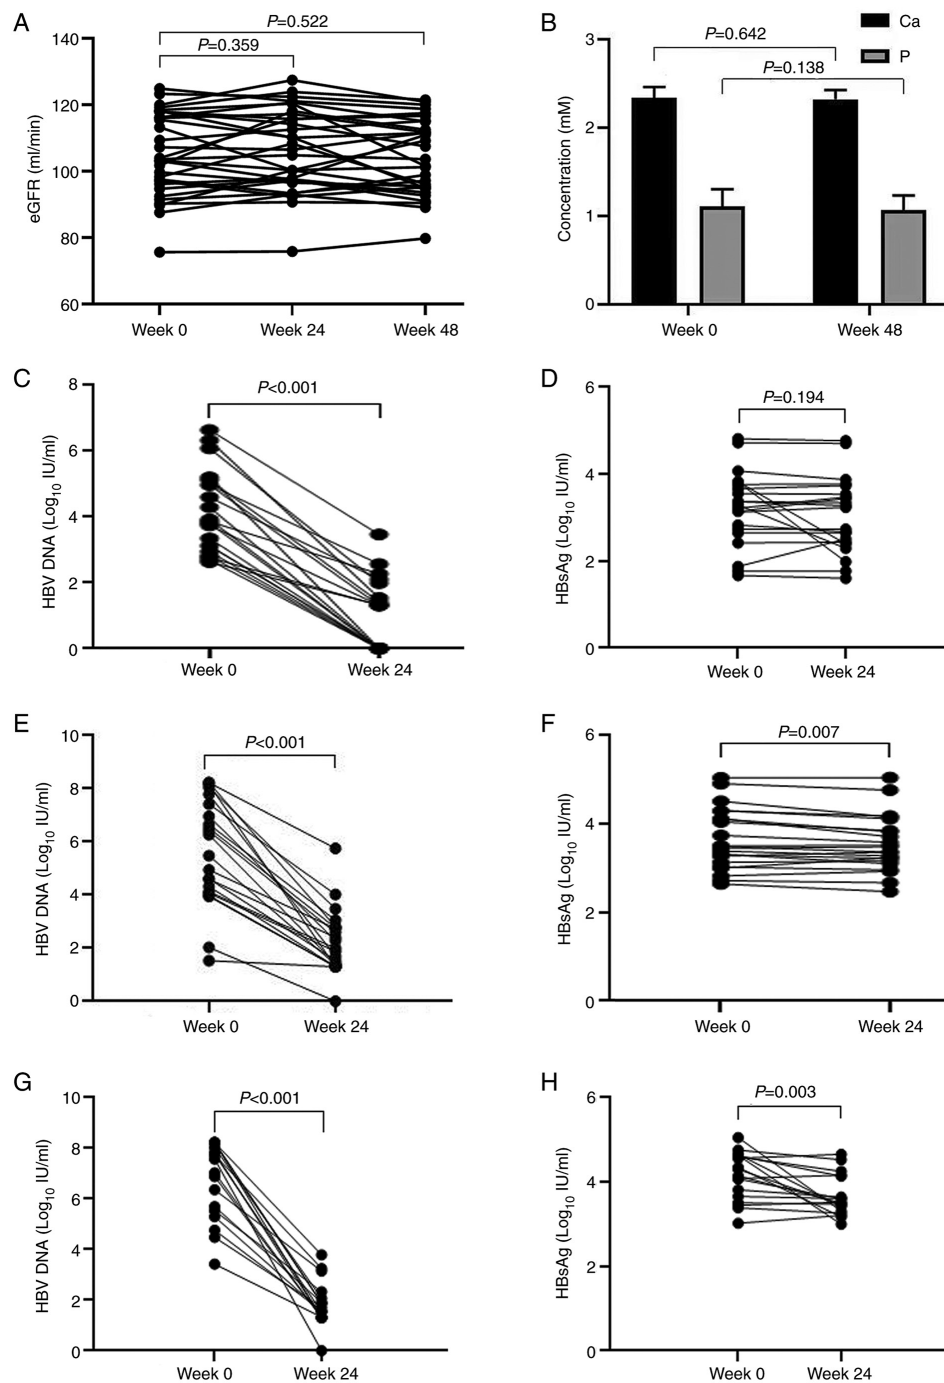 A
P=0.522
P=0.359
140
120
100
80
60
eGFR (ml/min)
Week 0
Week 24
Week 48
B
Ca
P
P=0.642
P=0.138
3
2
1
0
Concentration (mM)
Week 0
Week 48
C
P<0.001
8
6
4
2
0
HBV DNA (Log10 IU/ml)
Week 0
Week 24
D
P=0.194
6
4
2
0
HBsAg (Log10 IU/ml)
Week 0
Week 24
E
P<0.001
10
8
6
4
2
0
HBV DNA (Log10 IU/ml)
Week 0
Week 24
F
P=0.007
6
4
2
0
HBsAg (Log10 IU/ml)
Week 0
Week 24
G
P<0.001
10
8
6
4
2
0
HBV DNA (Log10 IU/ml)
Week 0
Week 24
H
P=0.003
6
4
2
0
HBsAg (Log10 IU/ml)
Week 0
Week 24